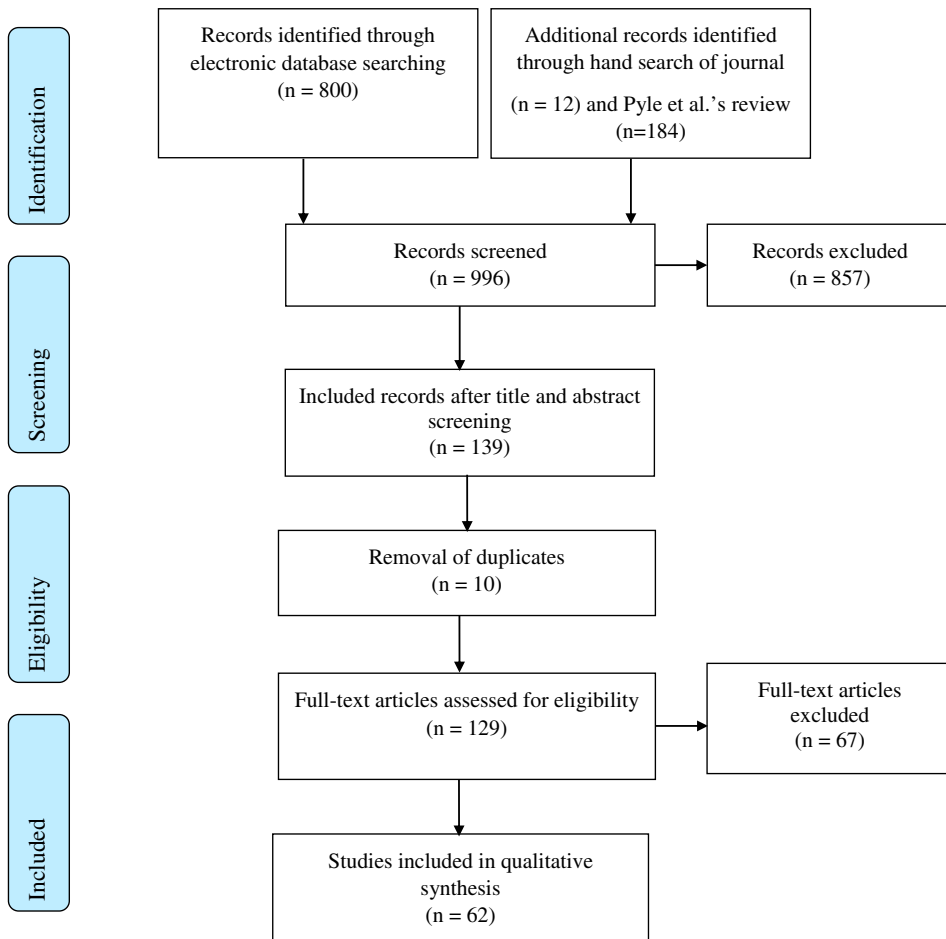 Identification
Records identified through
electronic database searching
(n = 800)
Additional records identified
through hand search of journal
(n = 12) and Pyle et al.’s review
(n=184)
Records screened
(n = 996)
Records excluded
(n = 857)
Screening
Included records after title and abstract
screening
(n = 139)
Eligibility
Removal of duplicates
(n = 10)
Full-text articles assessed for eligibility
(n = 129)
Full-text articles
excluded
(n = 67)
Included
Studies included in qualitative
synthesis
(n = 62)